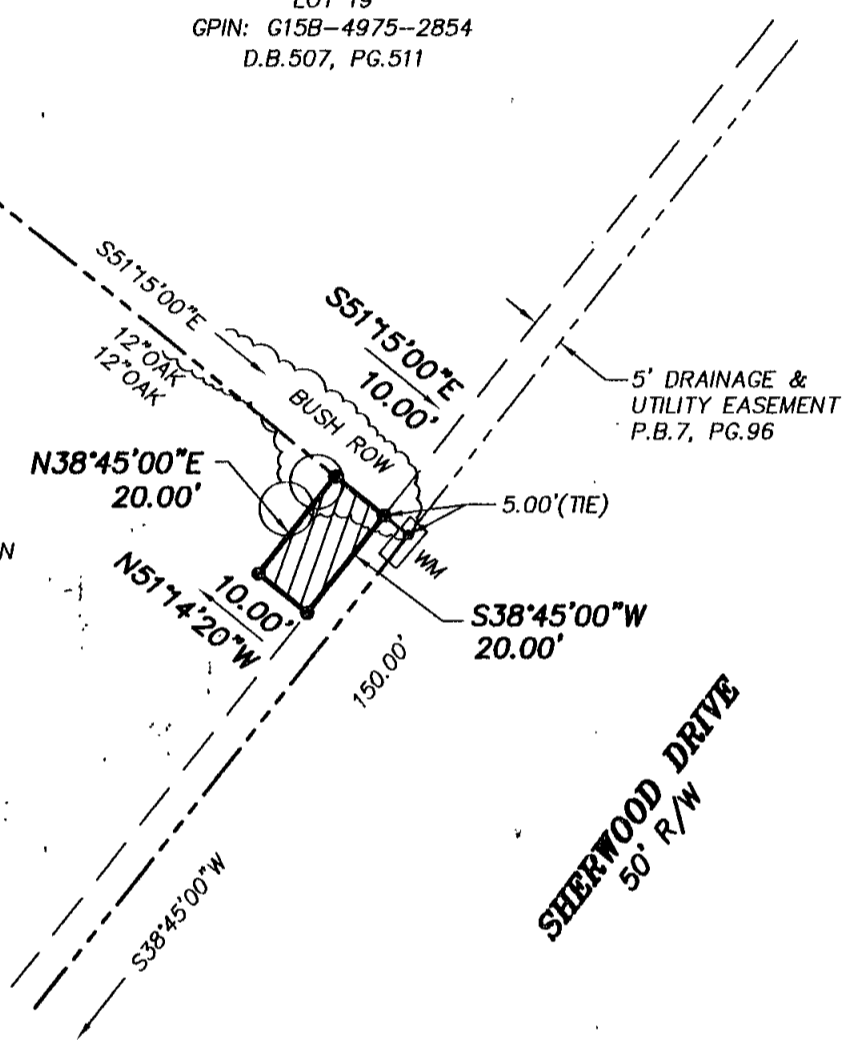 LOT 19
GPIN: G15B-4975--2854
D.B.507, PG.511
S51°15'00"E
12"OAK
12"OAK
BUSH ROW
S51°15'00"E
10.00'
5' DRAINAGE &
UTILITY EASEMENT
P.B.7, PG.96
N38°45'00"E
20.00'
5.00'(TIE)
N
WM
10.00'
N51°14'20"W
S38°45'00"W
20.00'
150.00'
SHERWOOD DRIVE
50' R/W
S38°45'00"W